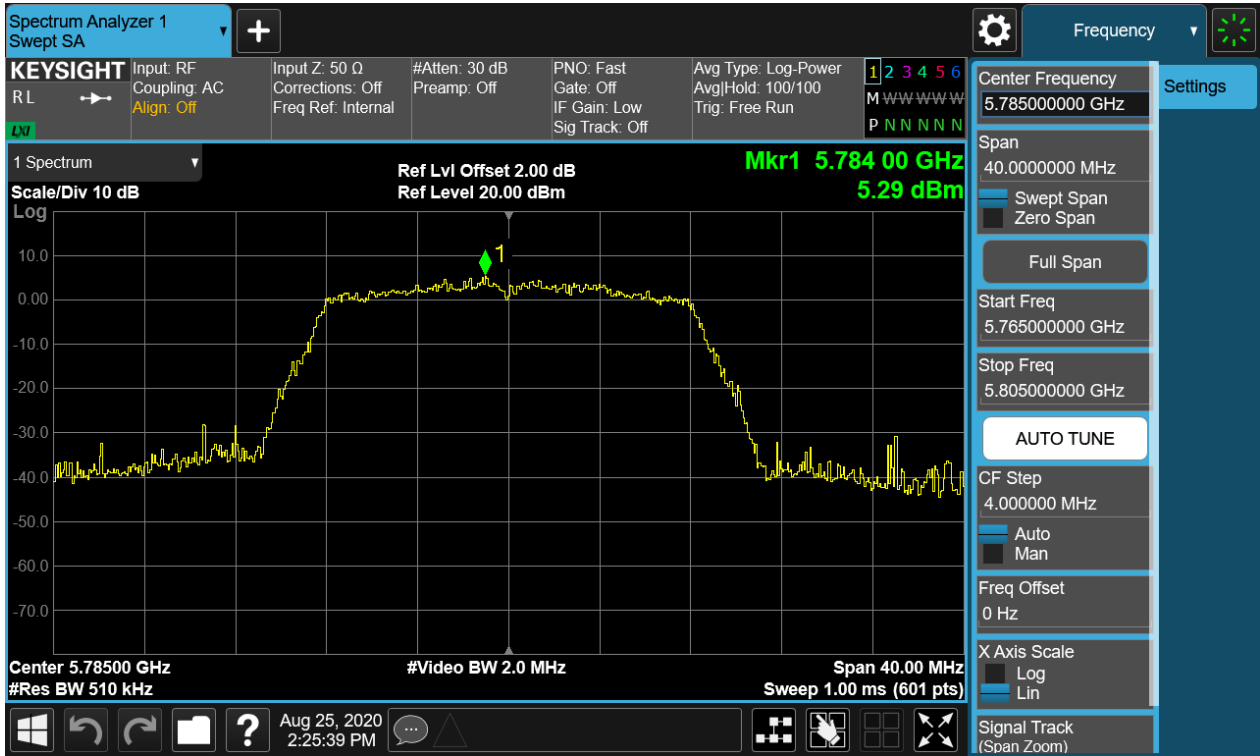 Spectrum Analyzer 1
Swept SA
Frequency
KEYSIGHT
R L
LXI
Input: RF
Coupling: AC
Align: Off
Input Z: 50 Ω
Corrections: Off
Freq Ref: Internal
#Atten: 30 dB
Preamp: Off
PNO: Fast
Gate: Off
IF Gain: Low
Sig Track: Off
Avg Type: Log-Power
Avg|Hold: 100/100
Trig: Free Run
1 2 3 4 5 6
M W W W W W
P N N N N N
1 Spectrum
Scale/Div 10 dB
Ref Lvl Offset 2.00 dB
Ref Level 20.00 dBm
Mkr1 5.784 00 GHz
5.29 dBm
Log
1
10.0
0.00
-10.0
-20.0
-30.0
-40.0
-50.0
-60.0
-70.0
Center 5.78500 GHz
#Video BW 2.0 MHz
Span 40.00 MHz
#Res BW 510 kHz
Sweep 1.00 ms (601 pts)
Center Frequency
5.785000000 GHz
Settings
Span
40.0000000 MHz
Swept Span
Zero Span
Full Span
Start Freq
5.765000000 GHz
Stop Freq
5.805000000 GHz
AUTO TUNE
CF Step
4.000000 MHz
Auto
Man
Freq Offset
0 Hz
X Axis Scale
Log
Lin
Signal Track
(Span Zoom)
?
Aug 25, 2020
2:25:39 PM